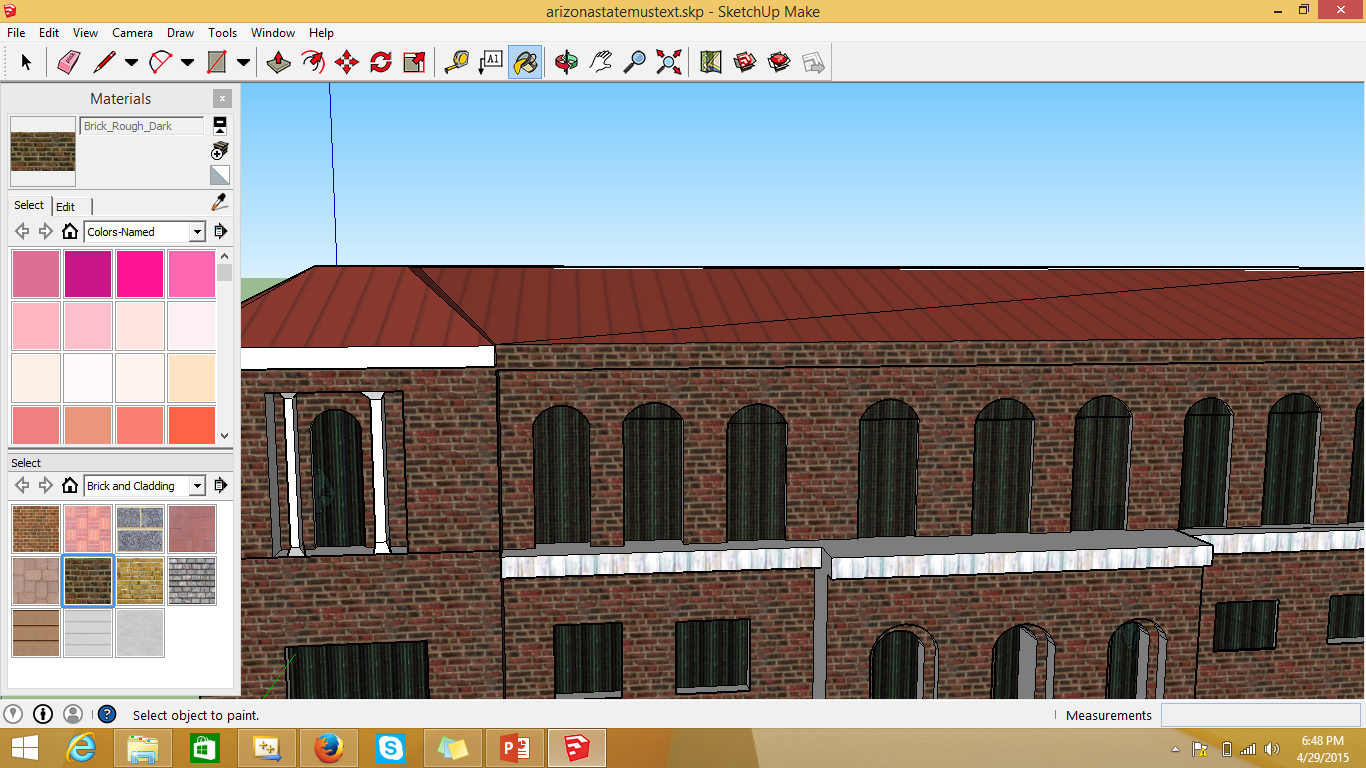 arizonastatemustext.skp - SketchUp Make
File Edit View Camera Draw Tools Window Help
A1
Materials
Brick_Rough_Dark
Select Edit
Colors-Named
Select
Brick and Cladding
Select object to paint.
Measurements
6:48 PM
4/29/2015